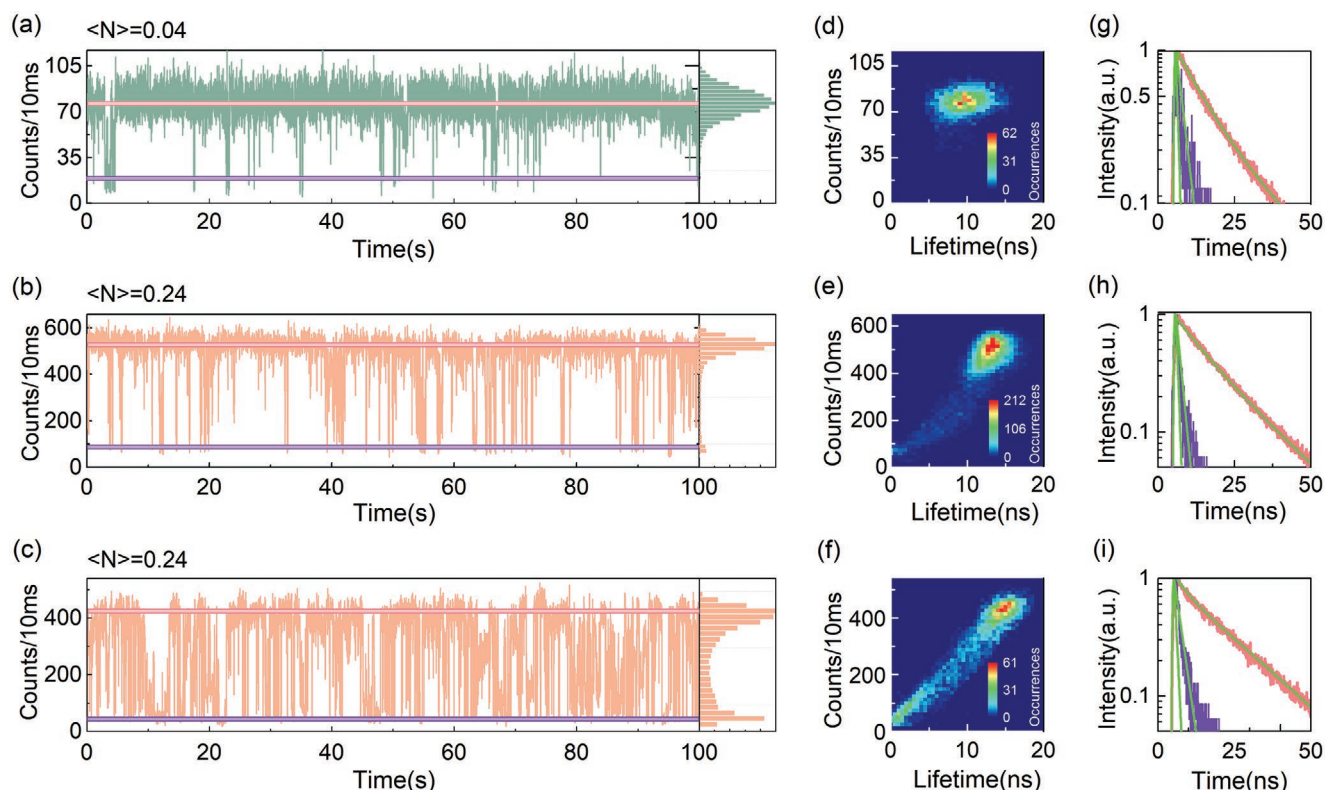 (a)
<N>=0.04
Counts/10ms
105
70
35
0
0
20
40
60
80
100
Time(s)
(d)
Counts/10ms
105
70
35
0
62
31
0
Occurrences
0
10
20
Lifetime(ns)
(g)
Intensity(a.u.)
1
0.5
0.1
0
25
50
Time(ns)
(b)
<N>=0.24
Counts/10ms
600
400
200
0
0
20
40
60
80
100
Time(s)
(e)
Counts/10ms
600
400
200
0
212
106
0
Occurrences
0
10
20
Lifetime(ns)
(h)
Intensity(a.u.)
1
0.1
0
25
50
Time(ns)
(c)
<N>=0.24
Counts/10ms
400
200
0
0
20
40
60
80
100
Time(s)
(f)
Counts/10ms
400
200
0
61
31
0
Occurrences
0
10
20
Lifetime(ns)
(i)
Intensity(a.u.)
1
0.1
0
25
50
Time(ns)